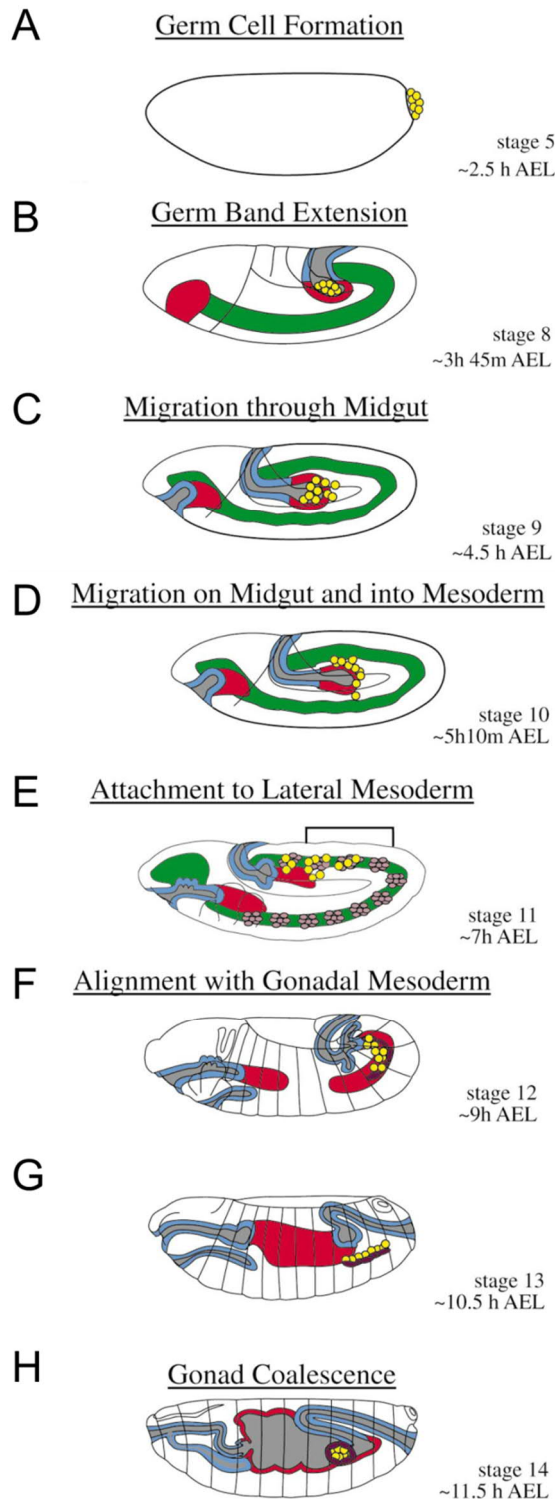 A
Germ Cell Formation
stage 5
~2.5 h AEL
B
Germ Band Extension
stage 8
~3h 45m AEL
C
Migration through Midgut
stage 9
~4.5 h AEL
D
Migration on Midgut and into Mesoderm
stage 10
~5h10m AEL
E
Attachment to Lateral Mesoderm
stage 11
~7h AEL
F
Alignment with Gonadal Mesoderm
stage 12
~9h AEL
G
stage 13
~10.5 h AEL
H
Gonad Coalescence
stage 14
~11.5 h AEL